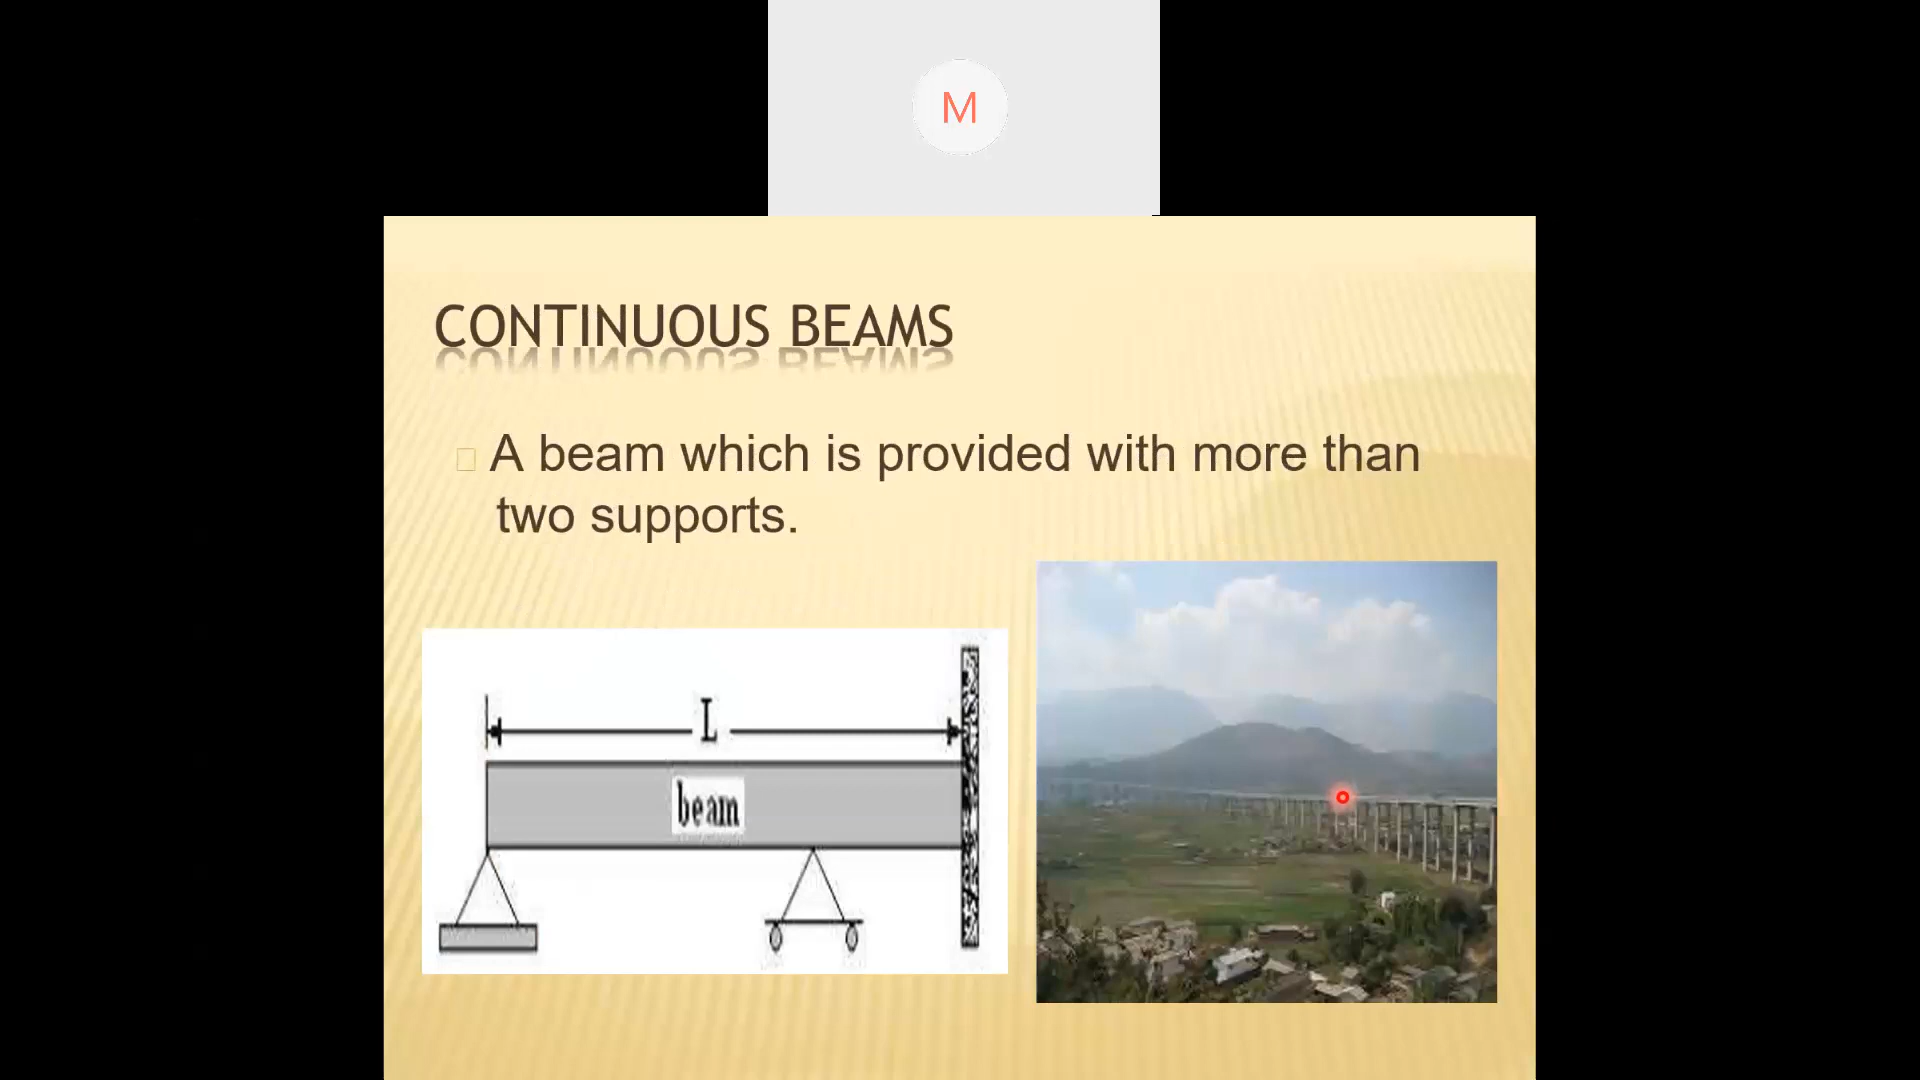 M
CONTINUOUS BEAMS
A beam which is provided with more than
two supports.
L
beam